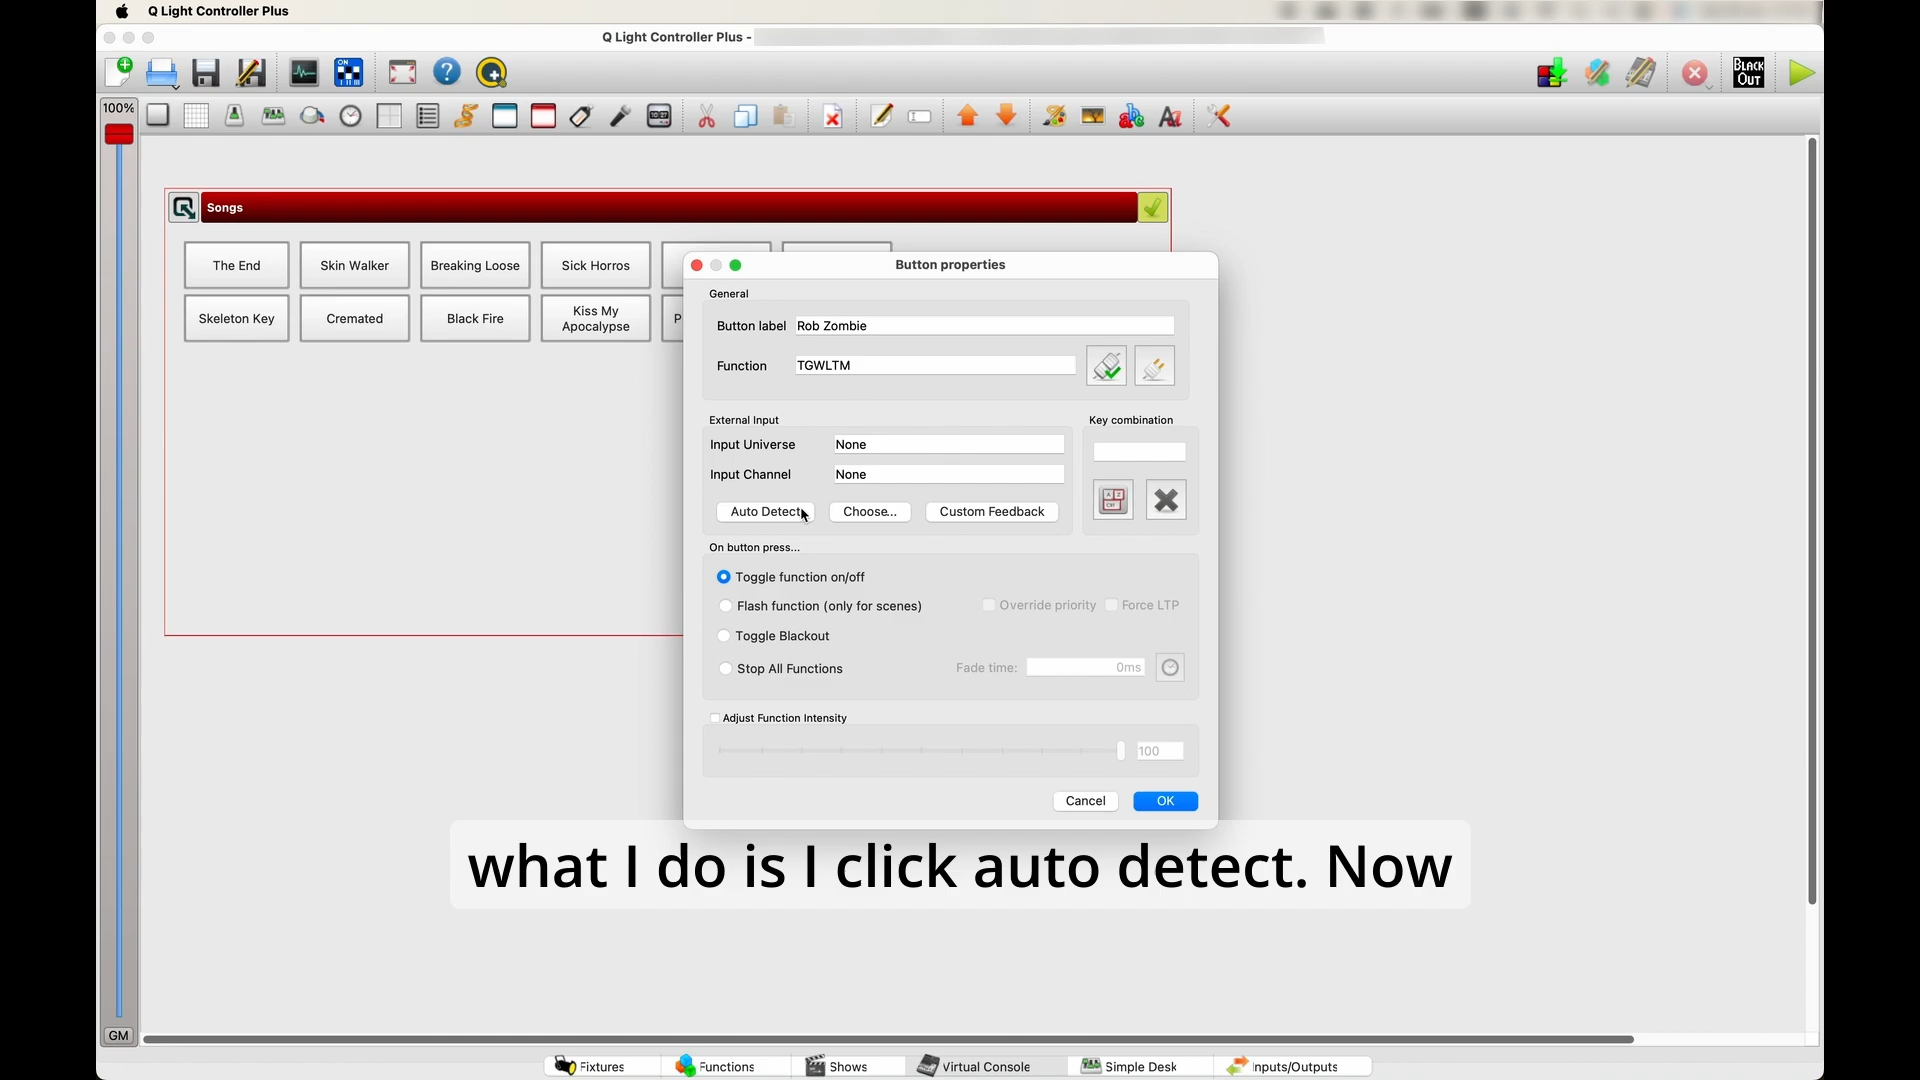 Q Light Controller Plus
Q Light Controller Plus -
ON
BLACK OUT
100%
10:27
Songs
The End
Skin Walker
Breaking Loose
Sick Horros
Skeleton Key
Cremated
Black Fire
Kiss My
Apocalypse
P
Button properties
General
Button label
Rob Zombie
Function
TGWLTM
External Input
Key combination
Input Universe
None
Input Channel
None
Auto Detect
Choose...
Custom Feedback
On button press...
Toggle function on/off
Flash function (only for scenes)
Override priority
Force LTP
Toggle Blackout
Stop All Functions
Fade time:
0ms
Adjust Function Intensity
100
Cancel
OK
what I do is I click auto detect. Now
GM
Fixtures
Functions
Shows
Virtual Console
Simple Desk
Inputs/Outputs